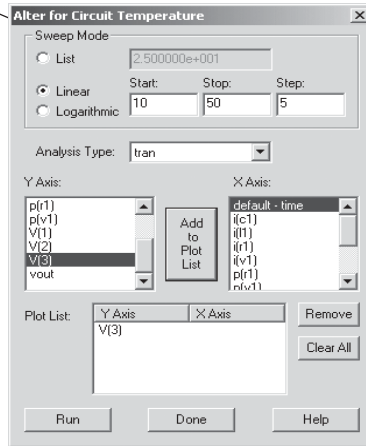 Alter for Circuit Temperature
Sweep Mode
List
2.500000e+001
Linear
Logarithmic
Start: Stop: Step:
10 50 5
Analysis Type: tran
Y Axis:
p(r1)
p(v1)
V(1)
V(2)
V(3)
vout
Add
to
Plot
List
X Axis:
default - time
i(c1)
i(l1)
i(r1)
i(v1)
p(r1)
p(v1)
Plot List:
Y Axis X Axis
V(3)
Remove
Clear All
Run Done Help